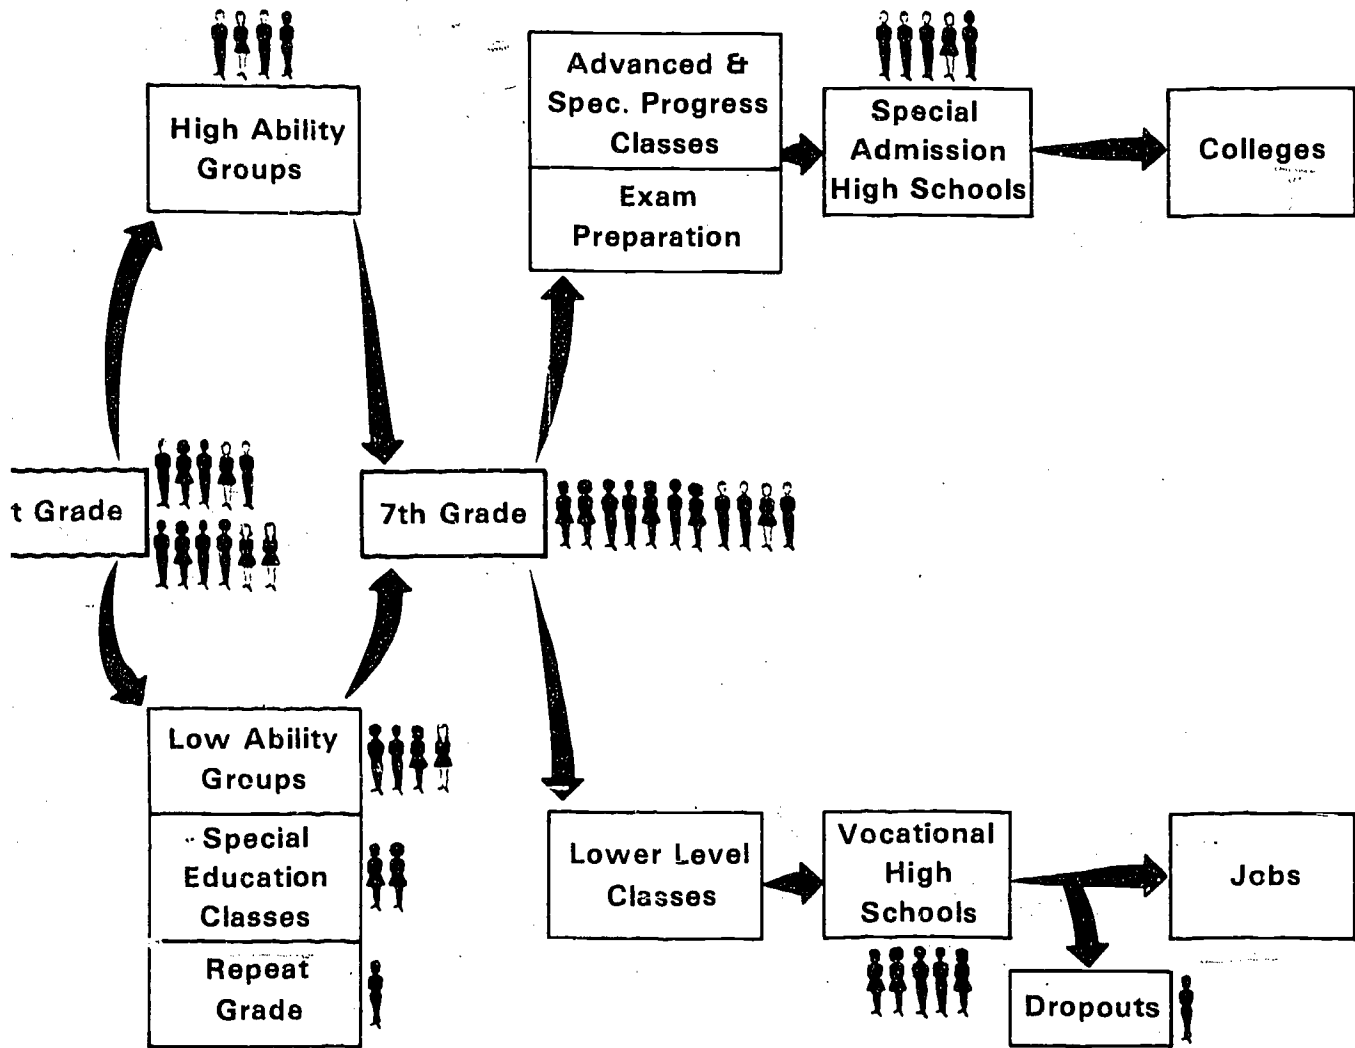 High Ability
Groups
Advanced &
Spec. Progress
Classes
Exam
Preparation
Special
Admission
High Schools
Colleges
t Grade
7th Grade
Low Ability
Groups
Special
Education
Classes
Repeat
Grade
Lower Level
Classes
Vocational
High
Schools
Jobs
Dropouts